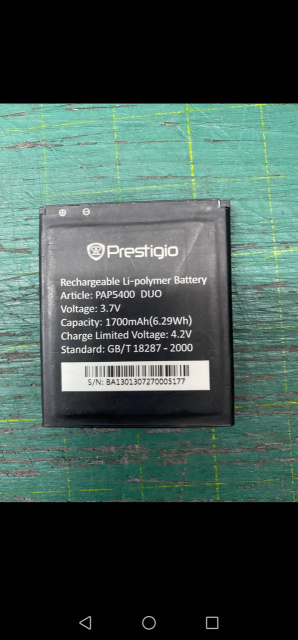 Prestigio
Rechargeable Li-polymer Battery
Article: PAP5400 DUO
Voltage: 3.7V
Capacity: 1700mAh(6.29Wh)
Charge Limited Voltage: 4.2V
Standard: GB/T 18287 - 2000
S/N: BA1301307270005177